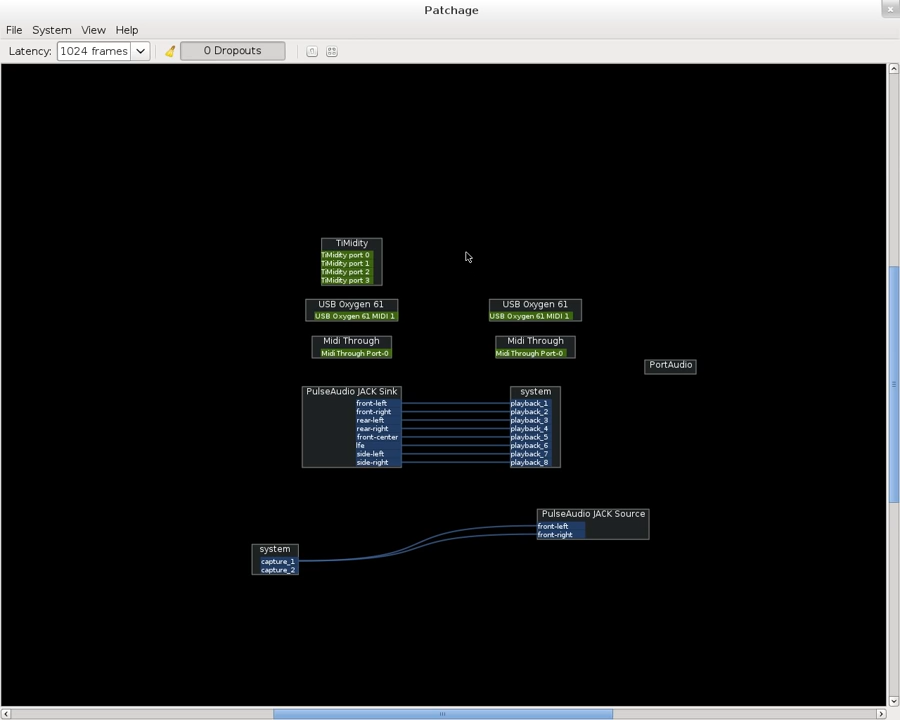 Patchage
File System View Help
Latency: 1024 frames 0 Dropouts
TiMidity
TiMidity port 0
TiMidity port 1
TiMidity port 2
TiMidity port 3
USB Oxygen 61
USB Oxygen 61 MIDI 1
USB Oxygen 61
USB Oxygen 61 MIDI 1
Midi Through
Midi Through Port-0
Midi Through
Midi Through Port-0
PortAudio
PulseAudio JACK Sink
front-left
front-right
rear-left
rear-right
front-center
lfe
side-left
side-right
system
playback_1
playback_2
playback_3
playback_4
playback_5
playback_6
playback_7
playback_8
PulseAudio JACK Source
front-left
front-right
system
capture_1
capture_2